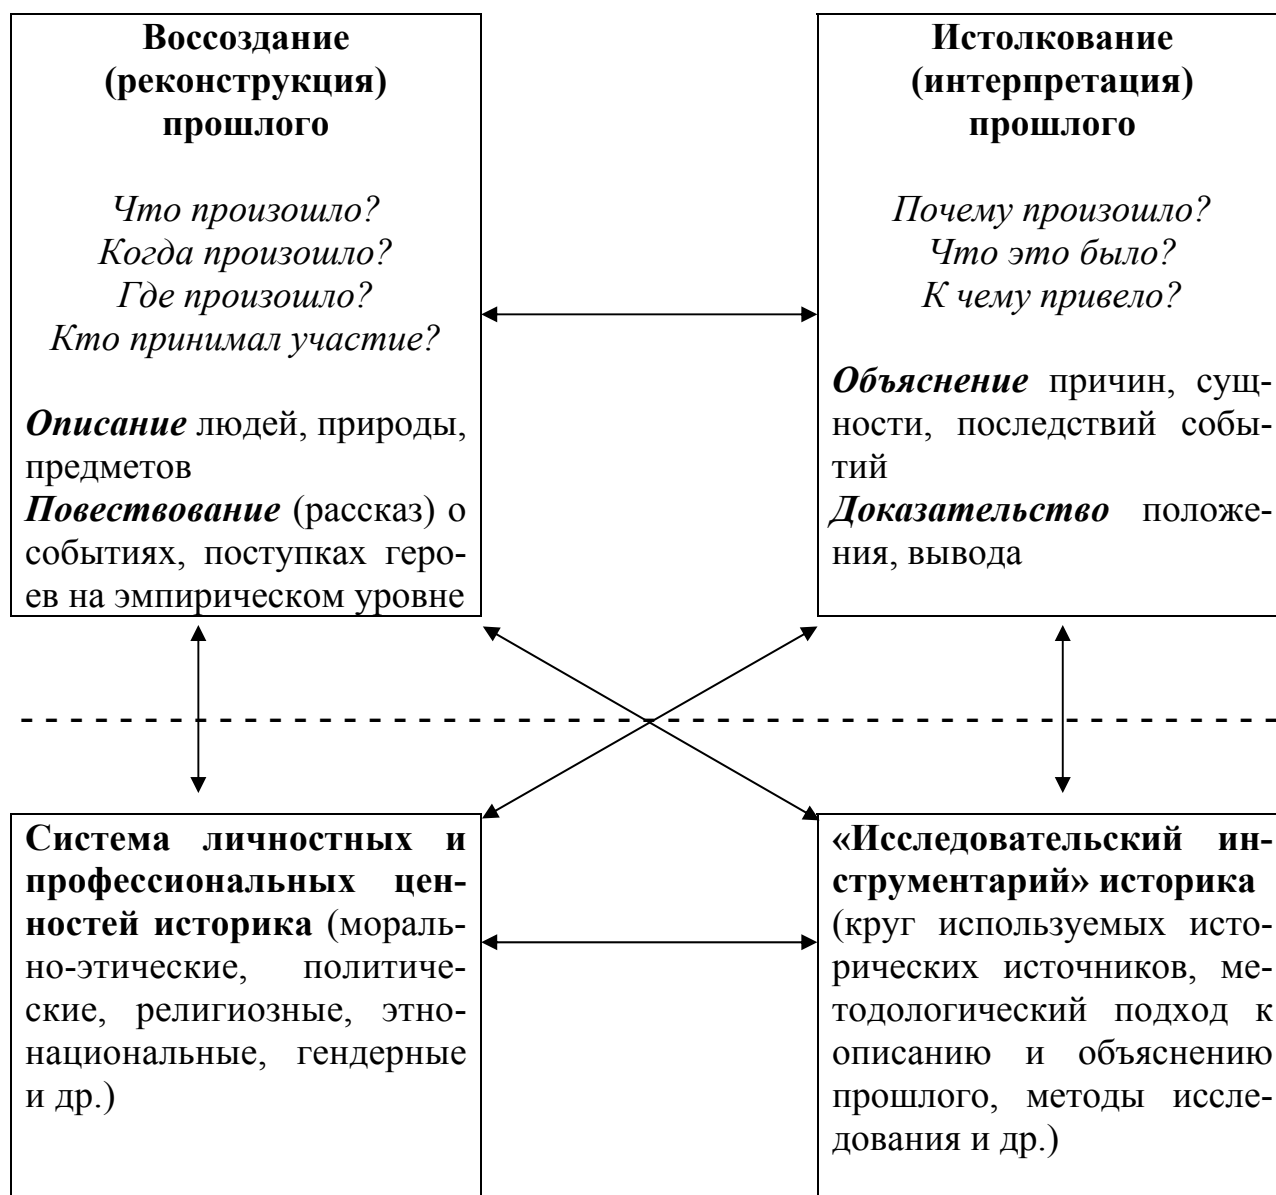 Воссоздание
(реконструкция)
прошлого
Что произошло?
Когда произошло?
Где произошло?
Кто принимал участие?
Описание людей, природы,
предметов
Повествование (рассказ) о
событиях, поступках геро-
ев на эмпирическом уровне
Истолкование
(интерпретация)
прошлого
Почему произошло?
Что это было?
К чему привело?
Объяснение причин, сущ-
ности, последствий собы-
тий
Доказательство положе-
ния, вывода
Система личностных и
профессиональных цен-
ностей историка (мораль-
но-этические, политиче-
ские, религиозные, этно-
национальные, гендерные
и др.)
«Исследовательский ин-
струментарий» историка
(круг используемых исто-
рических источников, ме-
тодологический подход к
описанию и объяснению
прошлого, методы иссле-
дования и др.)